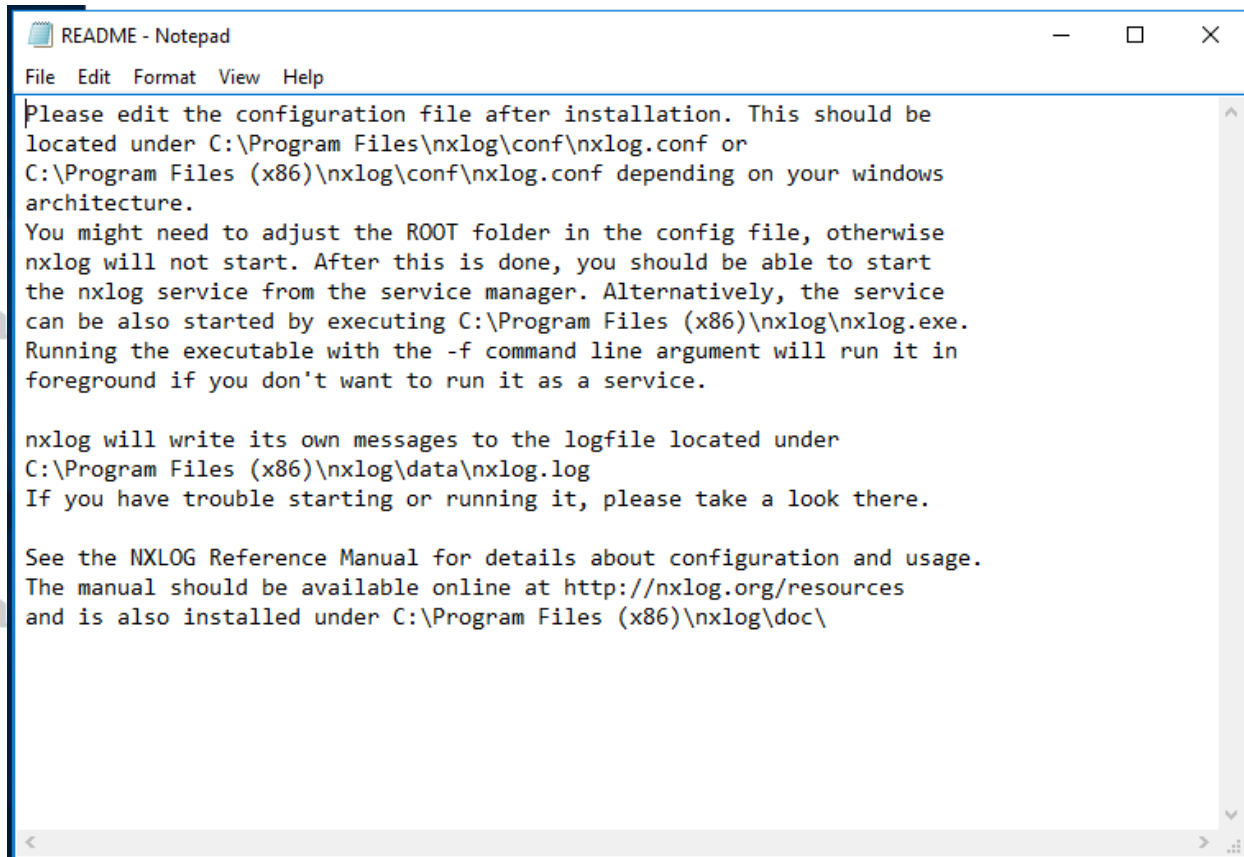 README - Notepad
File Edit Format View Help
Please edit the configuration file after installation. This should be
located under C:\Program Files\nxlog\conf\nxlog.conf or
C:\Program Files (x86)\nxlog\conf\nxlog.conf depending on your windows
architecture.
You might need to adjust the ROOT folder in the config file, otherwise
nxlog will not start. After this is done, you should be able to start
the nxlog service from the service manager. Alternatively, the service
can be also started by executing C:\Program Files (x86)\nxlog\nxlog.exe.
Running the executable with the -f command line argument will run it in
foreground if you don't want to run it as a service.

nxlog will write its own messages to the logfile located under
C:\Program Files (x86)\nxlog\data\nxlog.log
If you have trouble starting or running it, please take a look there.

See the NXLOG Reference Manual for details about configuration and usage.
The manual should be available online at http://nxlog.org/resources
and is also installed under C:\Program Files (x86)\nxlog\doc\